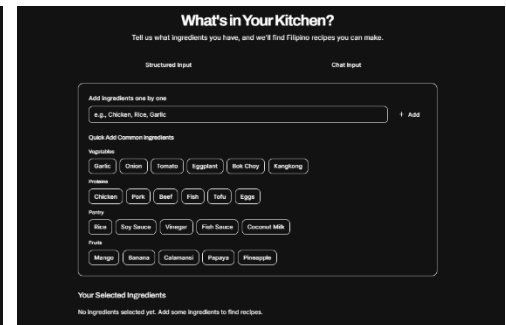 What's in Your Kitchen?
Tell us what ingredients you have, and we'll find Filipino recipes you can make.
Structured Input Chat Input
Add Ingredients one by one
e.g., Chicken, Rice, Garlic + Add
Quick Add Common Ingredients
Vegetables
Garlic Onion Tomato Eggplant Bok Choy Kangkong
Proteins
Chicken Pork Beef Fish Tofu Eggs
Pantry
Rice Soy Sauce Vinegar Fish Sauce Coconut Milk
Fruits
Mango Banana Calamansi Papaya Pineapple
Your Selected Ingredients
No ingredients selected yet. Add some ingredients to find recipes.